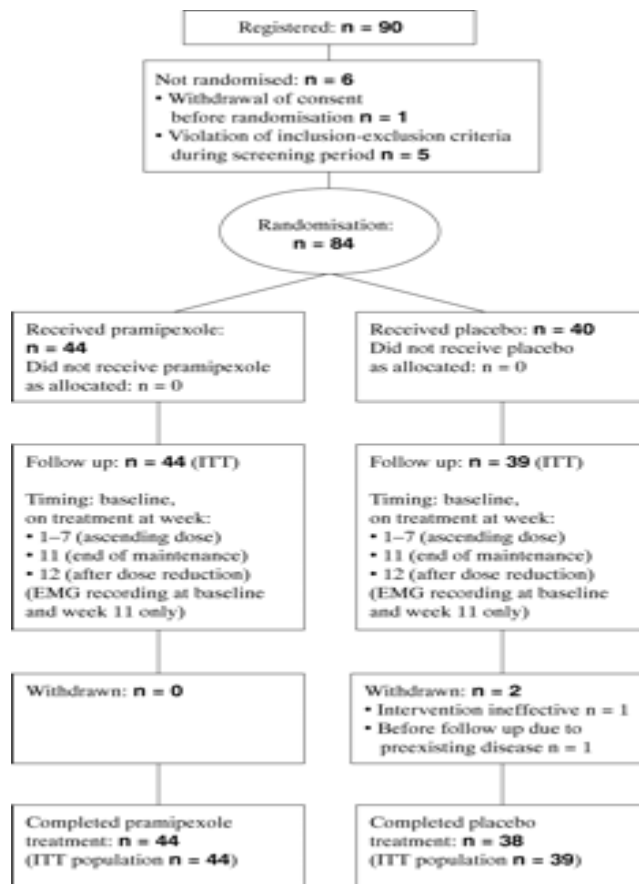 Registered: n = 90
Not randomised: n = 6
• Withdrawal of consent
before randomisation n = 1
• Violation of inclusion-exclusion criteria
during screening period n = 5
Randomisation:
n = 84
Received pramipexole:
n = 44
Did not receive pramipexole
as allocated: n = 0
Received placebo: n = 40
Did not receive placebo
as allocated: n = 0
Follow up: n = 44 (ITT)
Timing: baseline,
on treatment at week:
• 1–7 (ascending dose)
• 11 (end of maintenance)
• 12 (after dose reduction)
(EMG recording at baseline
and week 11 only)
Follow up: n = 39 (ITT)
Timing: baseline,
on treatment at week:
• 1–7 (ascending dose)
• 11 (end of maintenance)
• 12 (after dose reduction)
(EMG recording at baseline
and week 11 only)
Withdrawn: n = 0
Withdrawn: n = 2
• Intervention ineffective n = 1
• Before follow up due to
preexisting disease n = 1
Completed pramipexole
treatment: n = 44
(ITT population n = 44)
Completed placebo
treatment: n = 38
(ITT population n = 39)